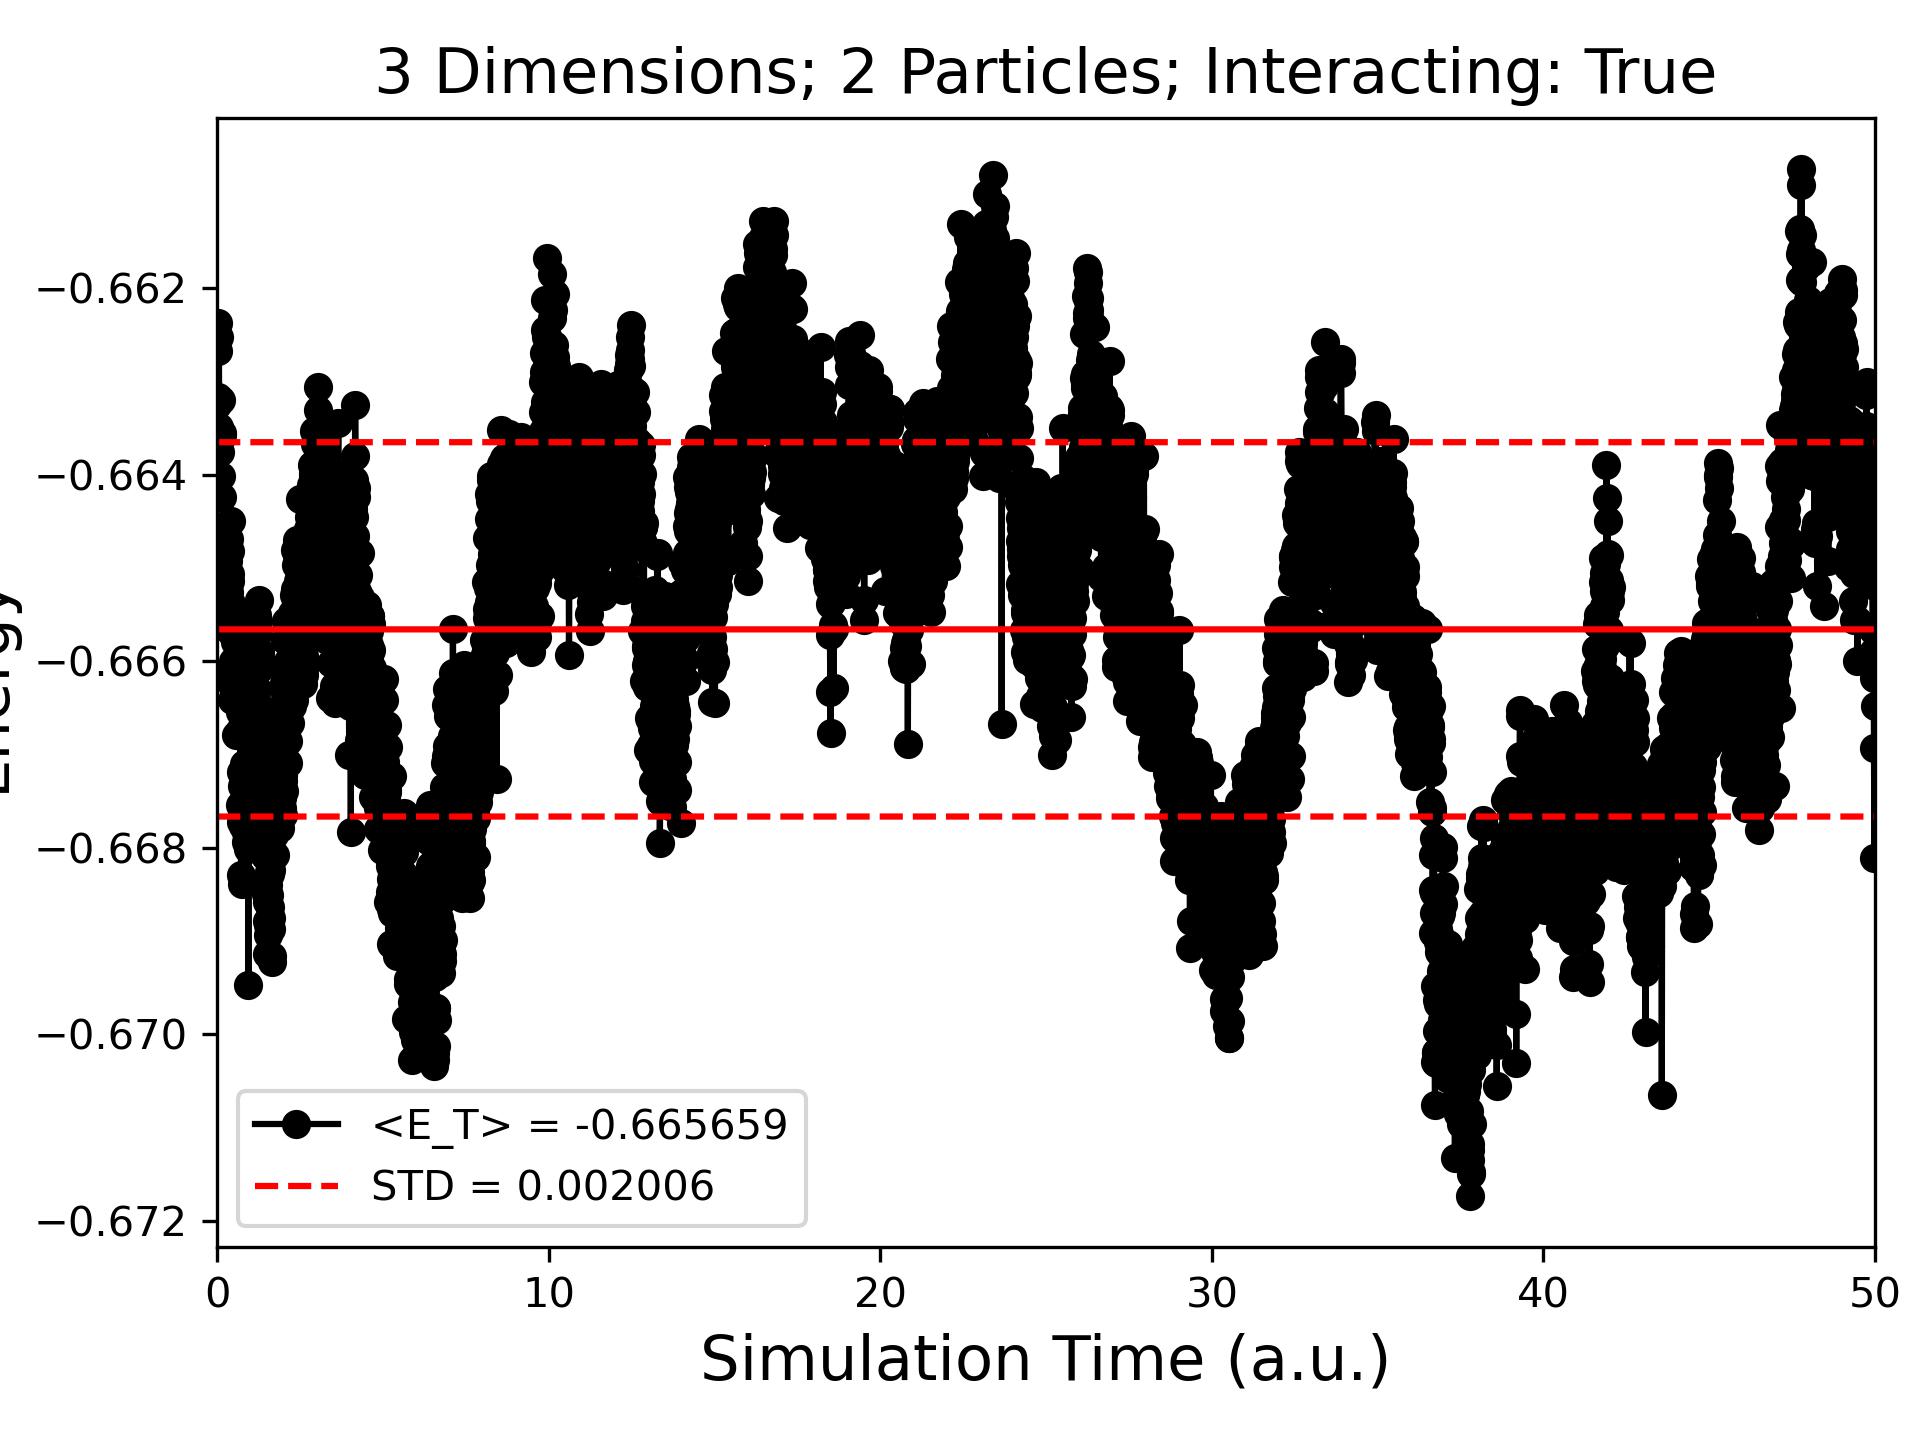 3 Dimensions; 2 Particles; Interacting: True
Energy
−0.662
−0.664
−0.666
−0.668
−0.670
−0.672
<E_T> = -0.665659
STD = 0.002006
0 10 20 30 40 50
Simulation Time (a.u.)